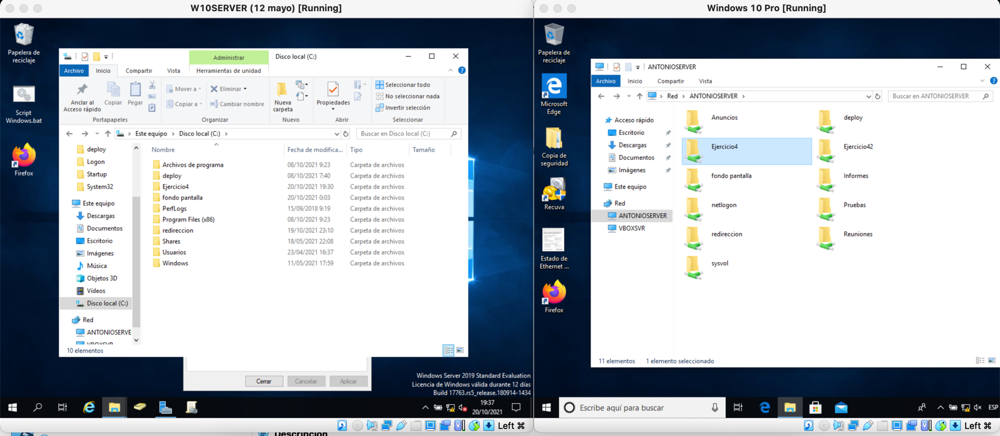 W10SERVER (12 mayo) [Running]
Papelera de
reciclaje
Script
Windows.bat
Firefox
Administrar
Disco local (C:)
Archivo
Inicio
Compartir
Vista
Herramientas de unidad
Anclar al
Acceso rápido
Copiar
Pegar
Mover a
Copiar a
Eliminar
Cambiar nombre
Nueva
carpeta
Propiedades
Seleccionar todo
No seleccionar nada
Invertir selección
Portapapeles
Organizar
Nuevo
Abrir
Seleccionar
Este equipo
Disco local (C:)
Buscar en Disco local (C:)
deploy
Logon
Startup
System32
Este equipo
Descargas
Documentos
Escritorio
Imágenes
Música
Objetos 3D
Vídeos
Disco local (C:)
Red
ANTONIOSERVE
VBOXSVR
Nombre Fecha de modifica... Tipo Tamaño
Archivos de programa 08/10/2021 9:23 Carpeta de archivos
deploy 08/10/2021 7:40 Carpeta de archivos
Ejercicio4 20/10/2021 19:30 Carpeta de archivos
fondo pantalla 20/10/2021 0:03 Carpeta de archivos
PerfLogs 15/09/2018 9:19 Carpeta de archivos
Program Files (x86) 08/10/2021 9:23 Carpeta de archivos
redireccion 19/10/2021 23:10 Carpeta de archivos
Shares 18/05/2021 22:08 Carpeta de archivos
Usuarios 23/04/2021 16:37 Carpeta de archivos
Windows 11/05/2021 17:59 Carpeta de archivos
10 elementos
Cerrar
Cancelar
Aplicar
Windows Server 2019 Standard Evaluation
Licencia de Windows válida durante 12 días
Build 17763.rs5_release.180914-1434
19:37
20/10/2021
Left ⌘
Descripción
Windows 10 Pro [Running]
Papelera de
reciclaje
Microsoft
Edge
Copia de
seguridad
Recuva
Estado de
Ethernet ...
Firefox
ANTONIOSERVER
Archivo
Inicio
Compartir
Vista
Red
ANTONIOSERVER
Buscar en ANTONIOSERVER
Acceso rápido
Escritorio
Descargas
Documentos
Imágenes
Este equipo
Red
ANTONIOSERVER
VBOXSVR
Anuncios
deploy
Ejercicio4
Ejercicio42
fondo pantalla
Informes
netlogon
Pruebas
redireccion
Reuniones
sysvol
11 elementos
1 elemento seleccionado
Escribe aquí para buscar
ESP
Left ⌘